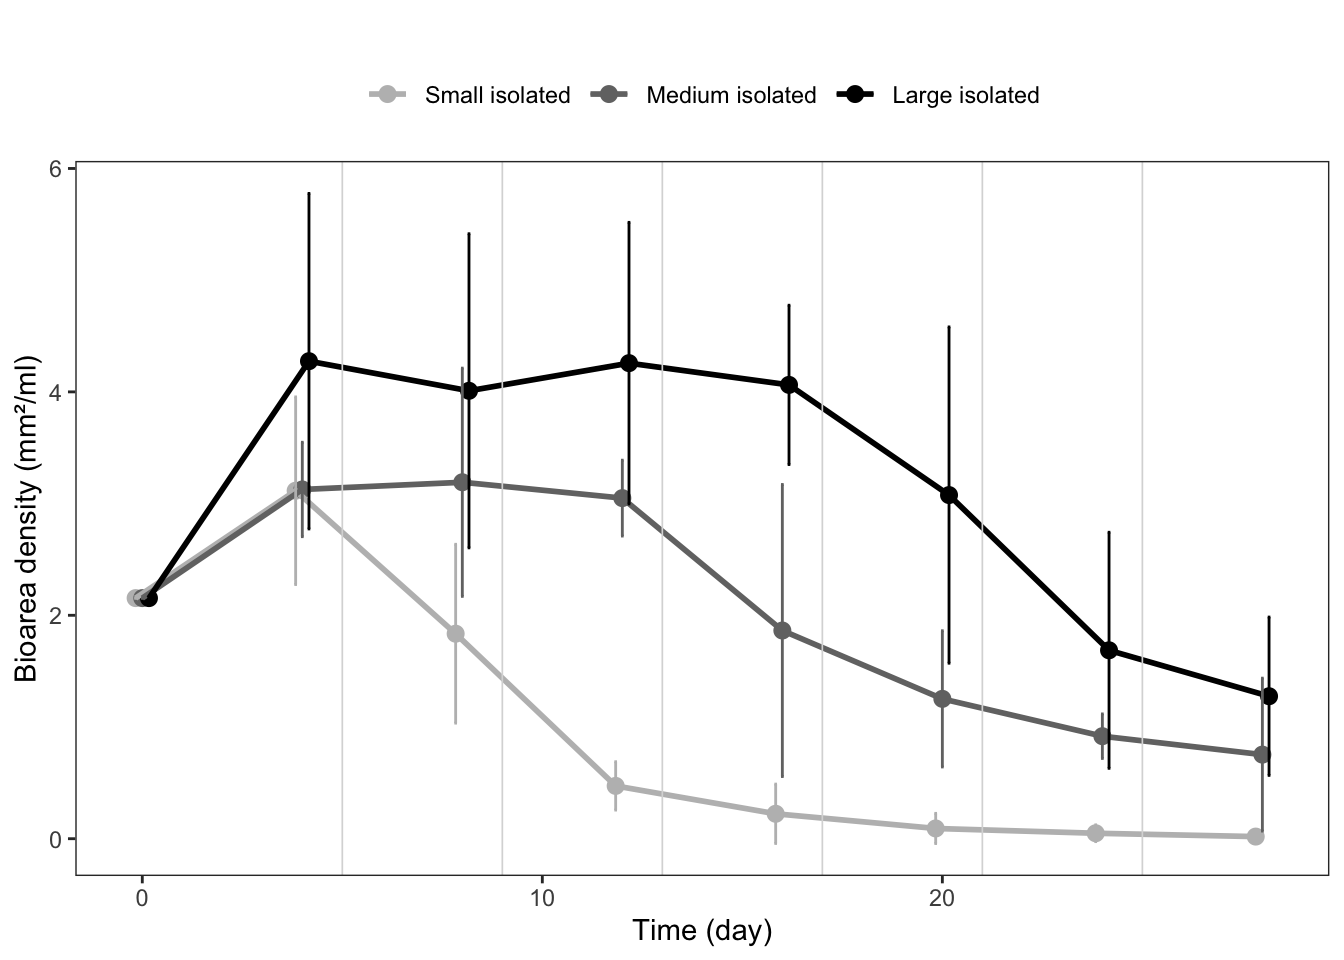 Small isolated Medium isolated Large isolated
6
4
2
0
Bioarea density (mm²/ml)
0 10 20
Time (day)